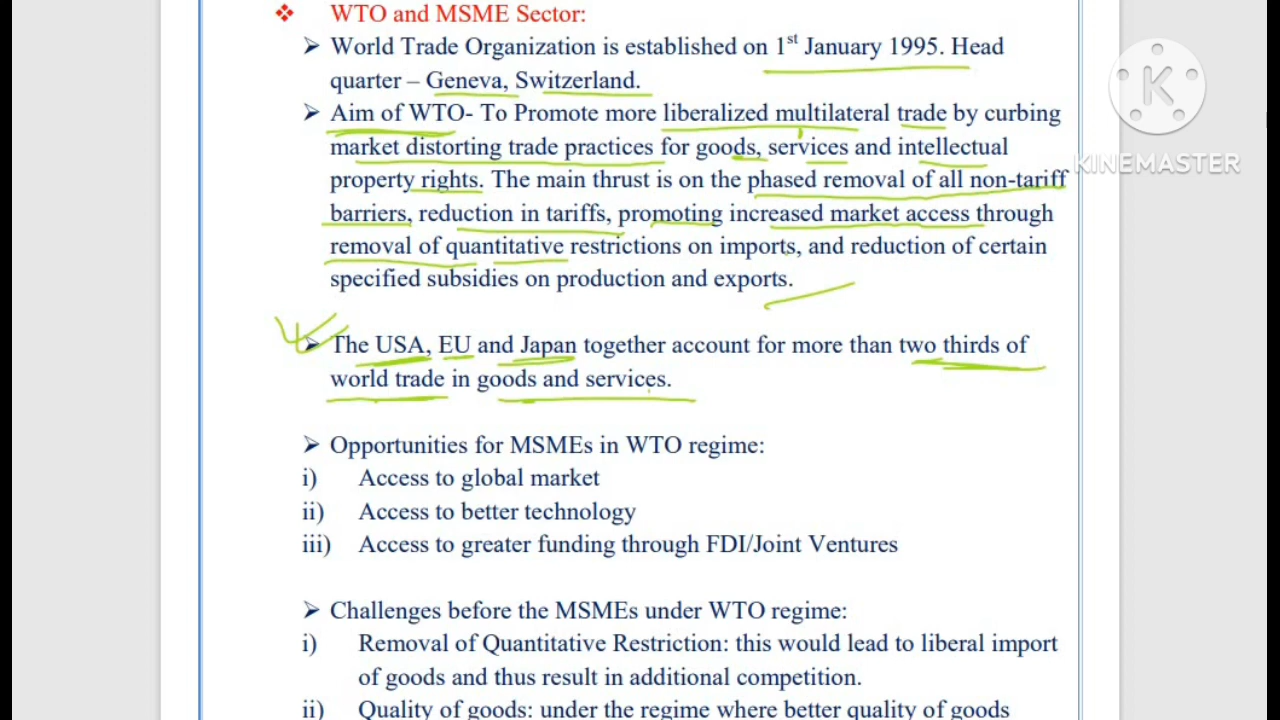 WTO and MSME Sector:
World Trade Organization is established on 1st January 1995. Head
quarter – Geneva, Switzerland.
Aim of WTO- To Promote more liberalized multilateral trade by curbing
market distorting trade practices for goods, services and intellectual
property rights. The main thrust is on the phased removal of all non-tariff
barriers, reduction in tariffs, promoting increased market access through
removal of quantitative restrictions on imports, and reduction of certain
specified subsidies on production and exports.
The USA, EU and Japan together account for more than two thirds of
world trade in goods and services.
Opportunities for MSMEs in WTO regime:
i) Access to global market
ii) Access to better technology
iii) Access to greater funding through FDI/Joint Ventures
Challenges before the MSMEs under WTO regime:
i) Removal of Quantitative Restriction: this would lead to liberal import
of goods and thus result in additional competition.
ii) Quality of goods: under the regime where better quality of goods
K
KINEMASTER